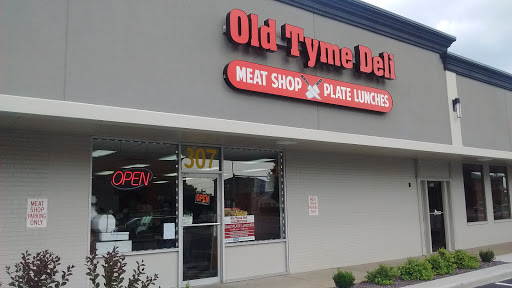 Old Tyme Deli
MEAT SHOP PLATE LUNCHES
307
OPEN
OPEN
MEAT SHOP
PARKING
ONLY